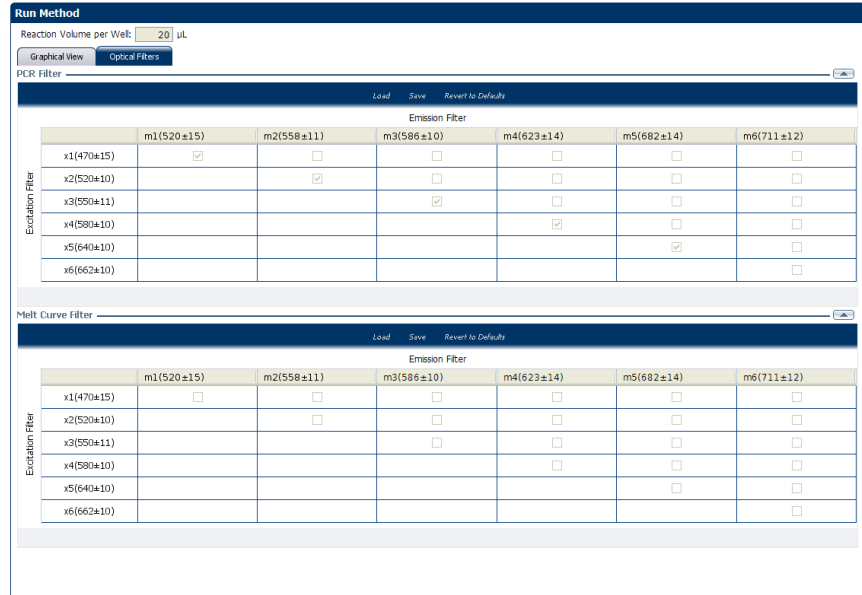 Run Method
Reaction Volume per Well: 20 µL
Graphical View Optical Filters
PCR Filter
Load Save Revert to Defaults
Emission Filter
m1(520±15) m2(558±11) m3(586±10) m4(623±14) m5(682±14) m6(711±12)
Excitation Filter
x1(470±15)
x2(520±10)
x3(550±11)
x4(580±10)
x5(640±10)
x6(662±10)
Melt Curve Filter
Load Save Revert to Defaults
Emission Filter
m1(520±15) m2(558±11) m3(586±10) m4(623±14) m5(682±14) m6(711±12)
Excitation Filter
x1(470±15)
x2(520±10)
x3(550±11)
x4(580±10)
x5(640±10)
x6(662±10)